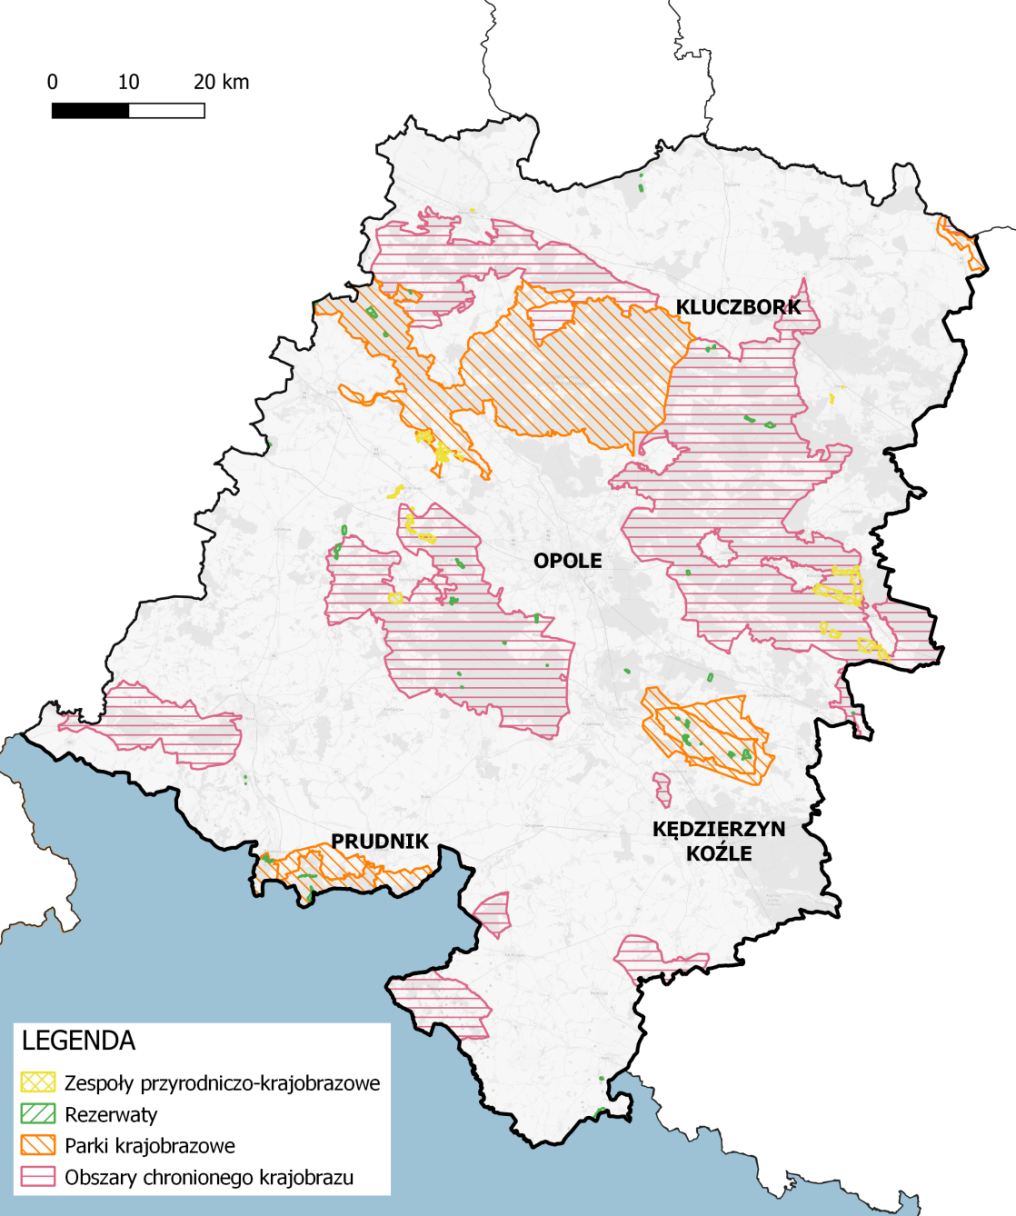 0 10 20 km
KLUCZBORK
OPOLE
KĘDZIERZYN
KOŹLE
PRUDNIK
LEGENDA
Zespoły przyrodniczo-krajobrazowe
Rezerwaty
Parki krajobrazowe
Obszary chronionego krajobrazu